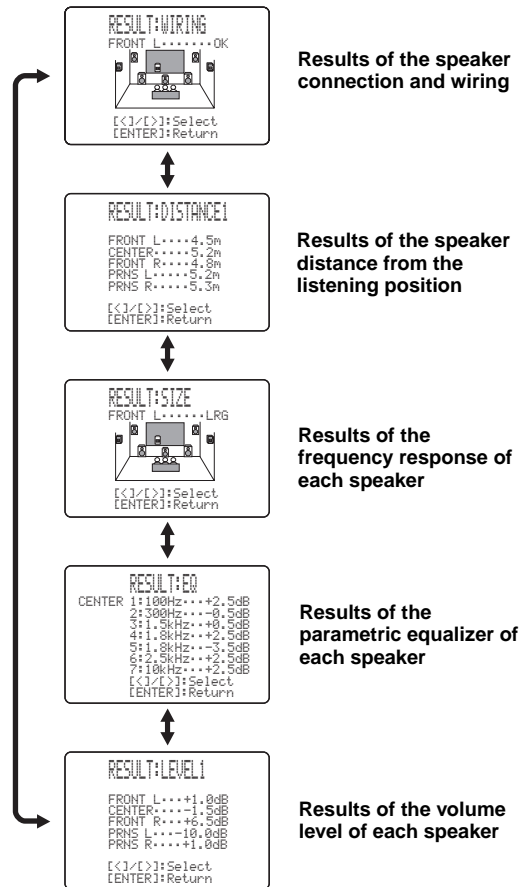 RESULT:WIRING
FRONT L·······OK
[<]/[>]:Select
[ENTER]:Return
Results of the speaker
connection and wiring
RESULT:DISTANCE1
FRONT L····4.5m
CENTER·····5.2m
FRONT R····4.8m
PRNS L·····5.2m
PRNS R·····5.3m
[<]/[>]:Select
[ENTER]:Return
Results of the speaker
distance from the
listening position
RESULT:SIZE
FRONT L······LRG
[<]/[>]:Select
[ENTER]:Return
Results of the
frequency response of
each speaker
RESULT:EQ
CENTER 1:100Hz···+2.5dB
2:300Hz···-0.5dB
3:1.5kHz··+0.5dB
4:1.8kHz··+2.5dB
5:1.8kHz··-3.5dB
6:2.5kHz··+2.5dB
7:10kHz···+2.5dB
[<]/[>]:Select
[ENTER]:Return
Results of the
parametric equalizer of
each speaker
RESULT:LEVEL1
FRONT L···+1.0dB
CENTER····-1.5dB
FRONT R···+6.5dB
PRNS L···-10.0dB
PRNS R····+1.0dB
[<]/[>]:Select
[ENTER]:Return
Results of the volume
level of each speaker